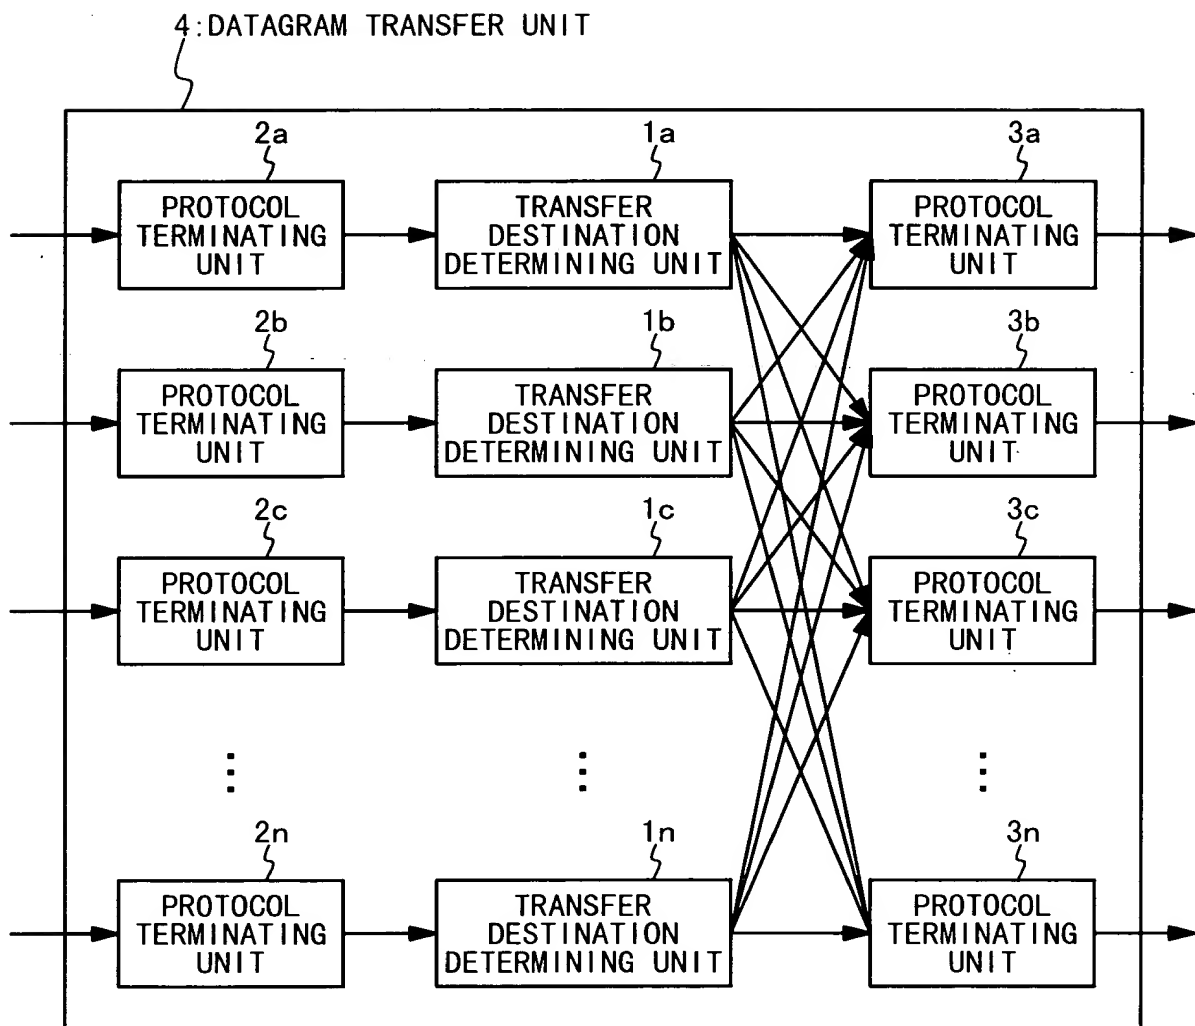 4:DATAGRAM TRANSFER UNIT
2a
1a
3a
PROTOCOL
TERMINATING
UNIT
TRANSFER
DESTINATION
DETERMINING UNIT
PROTOCOL
TERMINATING
UNIT
2b
1b
3b
PROTOCOL
TERMINATING
UNIT
TRANSFER
DESTINATION
DETERMINING UNIT
PROTOCOL
TERMINATING
UNIT
2c
1c
3c
PROTOCOL
TERMINATING
UNIT
TRANSFER
DESTINATION
DETERMINING UNIT
PROTOCOL
TERMINATING
UNIT
2n
1n
3n
PROTOCOL
TERMINATING
UNIT
TRANSFER
DESTINATION
DETERMINING UNIT
PROTOCOL
TERMINATING
UNIT